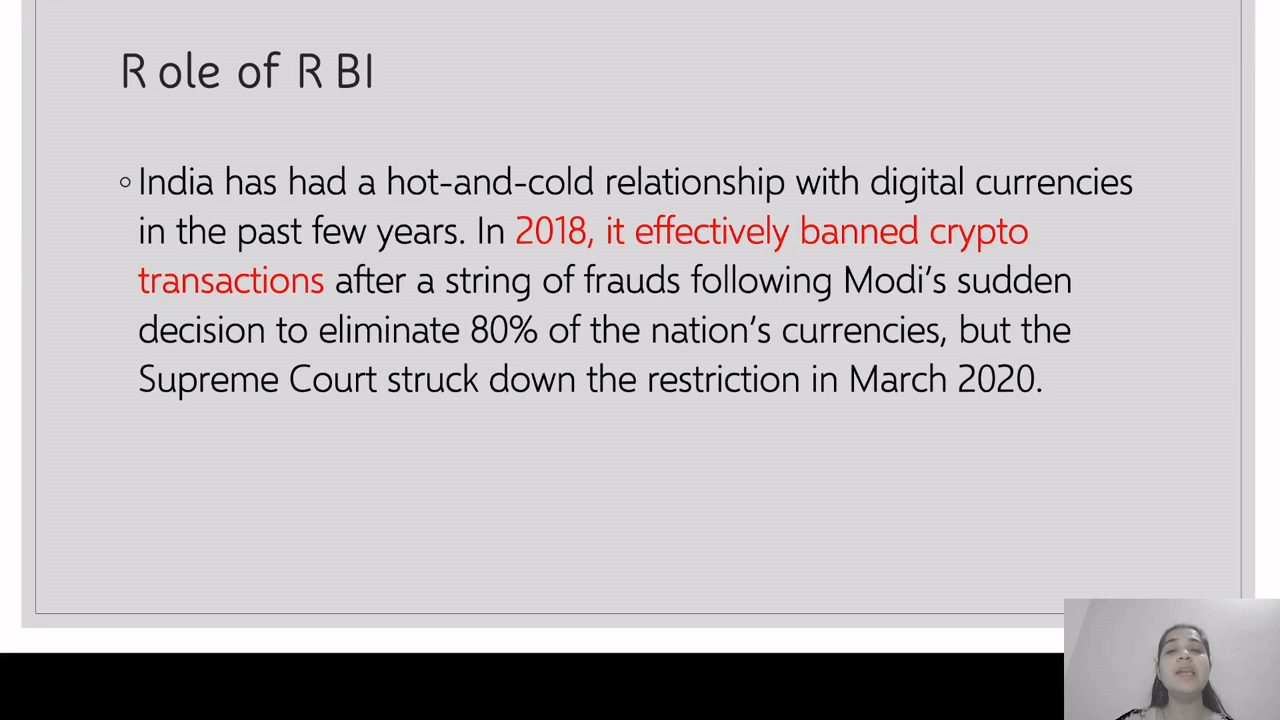 Role of RBI
India has had a hot-and-cold relationship with digital currencies
in the past few years. In 2018, it effectively banned crypto
transactions after a string of frauds following Modi’s sudden
decision to eliminate 80% of the nation’s currencies, but the
Supreme Court struck down the restriction in March 2020.